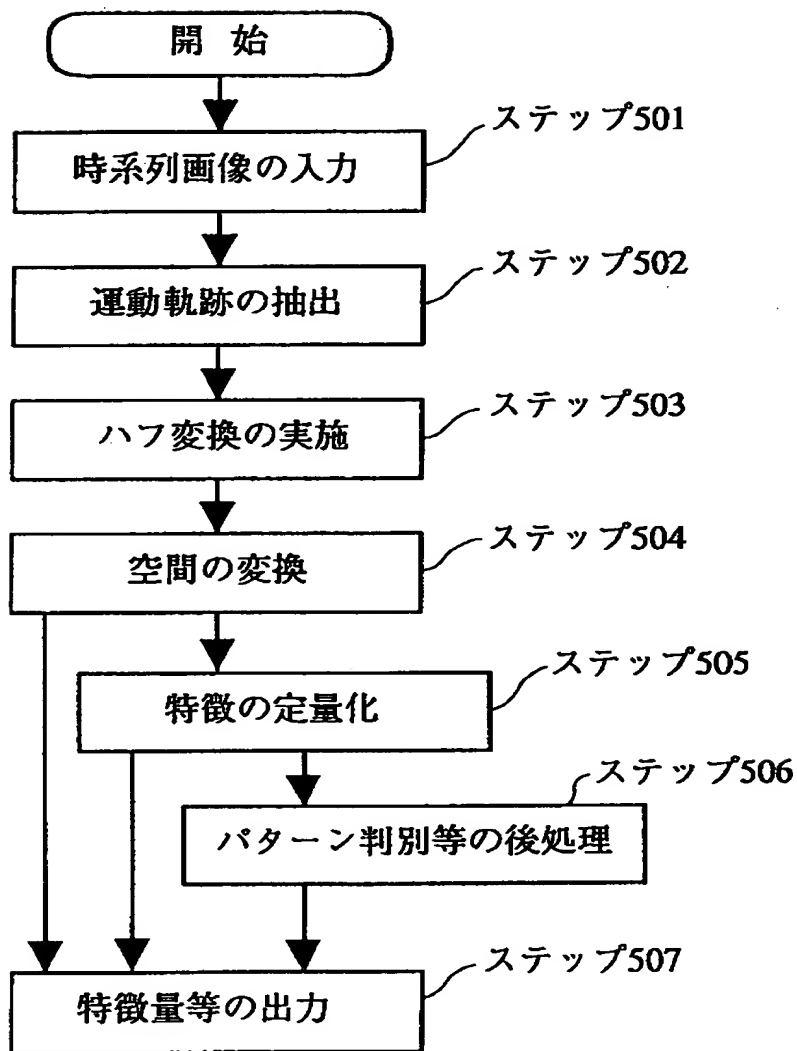 開 始
ステップ501
時系列画像の入力
ステップ502
運動軌跡の抽出
ステップ503
ハフ変換の実施
ステップ504
空間の変換
ステップ505
特徴の定量化
ステップ506
パターン判別等の後処理
ステップ507
特徴量等の出力